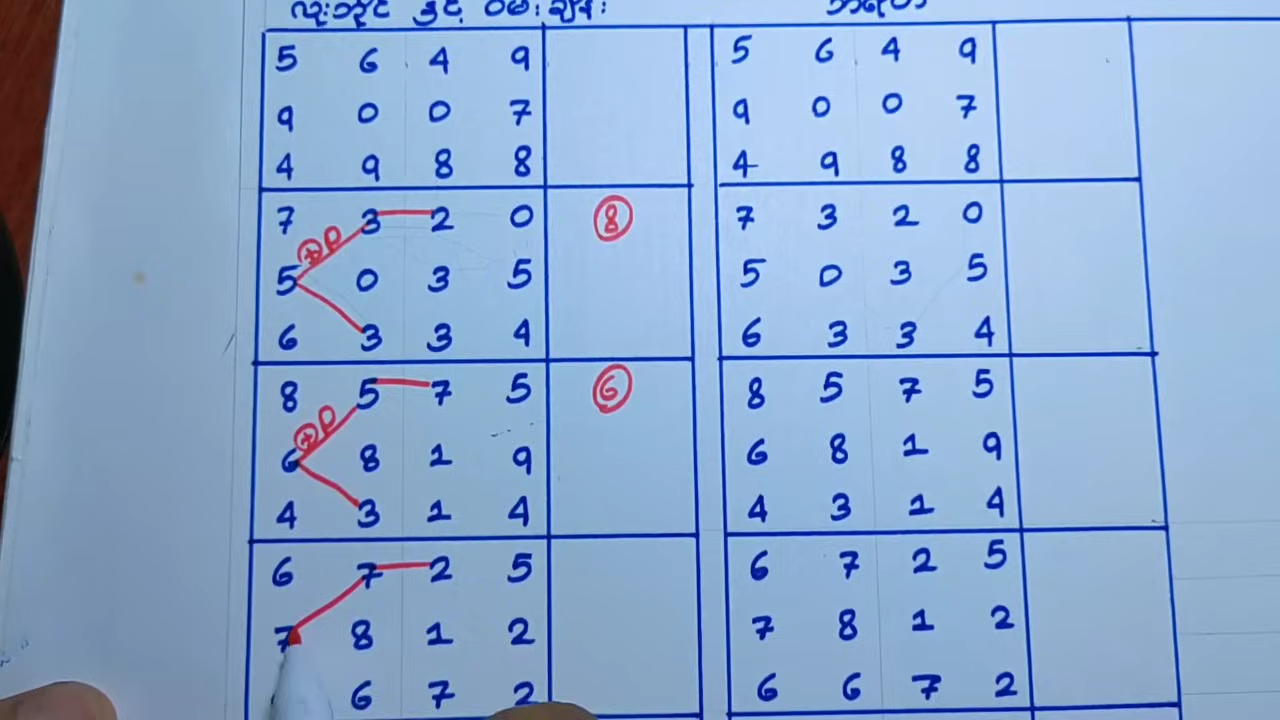 5 6 4 9 5 6 4 9
9 0 0 7 9 0 0 7
4 9 8 8 4 9 8 8
7 3 2 0 8 7 3 2 0
5 0 3 5 5 0 3 5
6 3 3 4 6 3 3 4
8 5 7 5 6 8 5 7 5
6 8 1 9 6 8 1 9
4 3 1 4 4 3 1 4
6 7 2 5 6 7 2 5
7 8 1 2 7 8 1 2
6 7 2 6 6 7 2